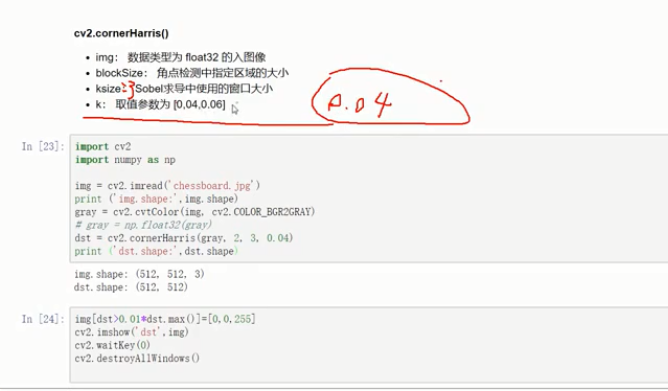 cv2.cornerHarris()
• img： 数据类型为 float32 的入图像
• blockSize： 角点检测中指定区域的大小
• ksize：3 Sobel求导中使用的窗口大小
• k： 取值参数为 [0,04,0.06]
0.04
In [23]:
import cv2
import numpy as np
img = cv2.imread('chessboard.jpg')
print ('img.shape:',img.shape)
gray = cv2.cvtColor(img, cv2.COLOR_BGR2GRAY)
# gray = np.float32(gray)
dst = cv2.cornerHarris(gray, 2, 3, 0.04)
print ('dst.shape:',dst.shape)
img.shape: (512, 512, 3)
dst.shape: (512, 512)
In [24]:
img[dst>0.01*dst.max()]=[0,0,255]
cv2.imshow('dst',img)
cv2.waitKey(0)
cv2.destroyAllWindows()